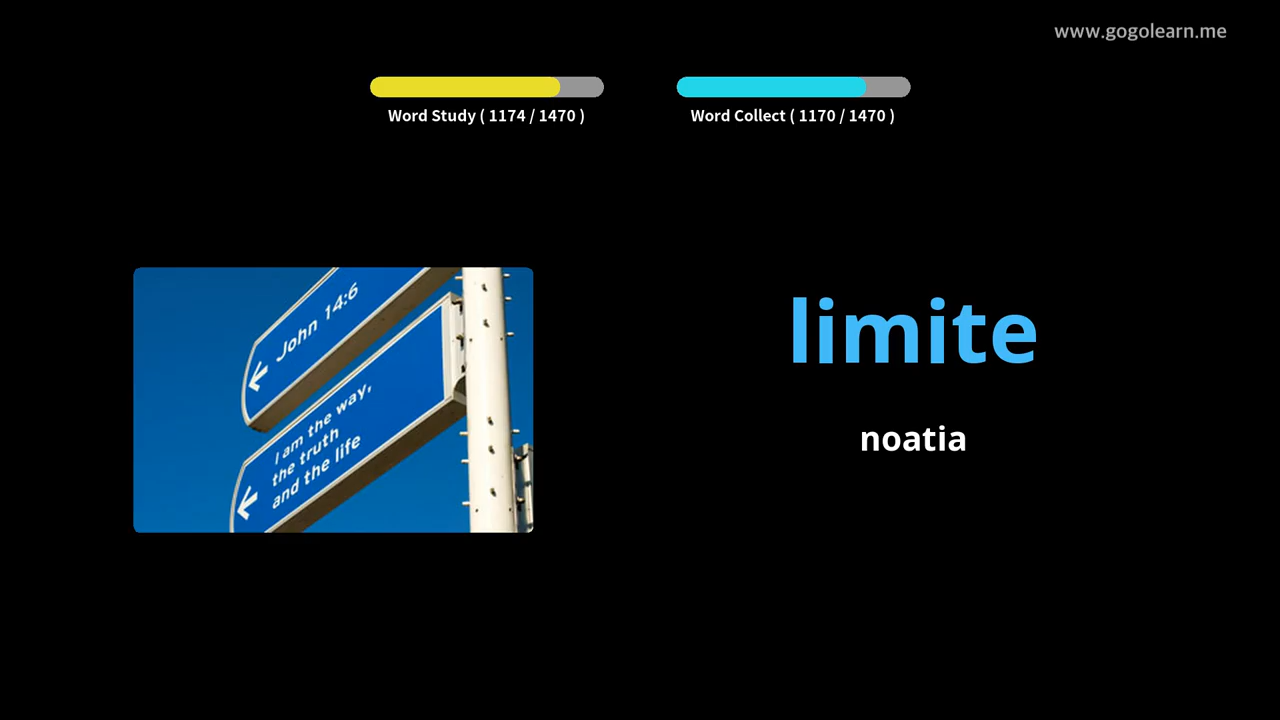 www.gogolearn.me
Word Study ( 1174 / 1470 )
Word Collect ( 1170 / 1470 )
John 14:6
I am the way,
the truth
and the life
limite
noatia